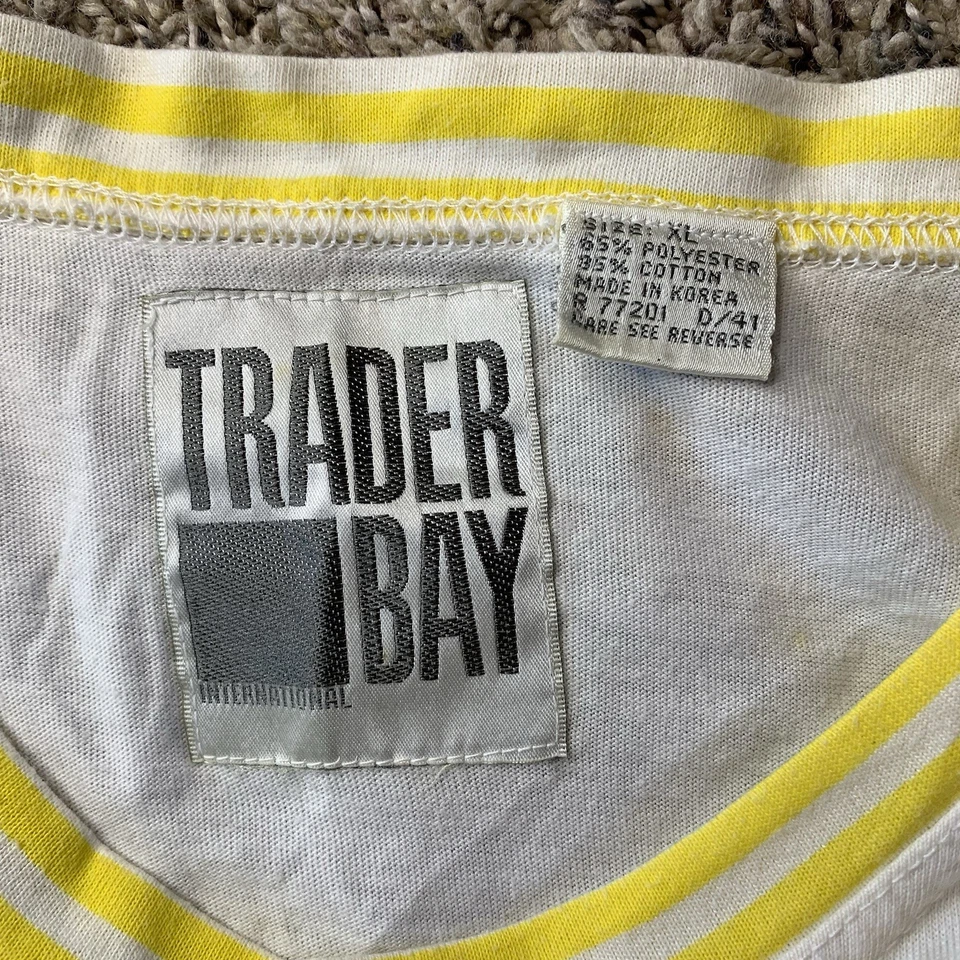 TRADER
BAY
INTERNATIONAL
SIZE: XL
65% POLYESTER
35% COTTON
MADE IN KOREA
R 77201 D/41
CARE SEE REVERSE